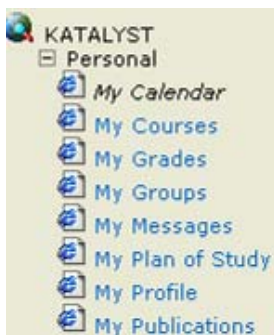 KATALYST
Personal
My Calendar
My Courses
My Grades
My Groups
My Messages
My Plan of Study
My Profile
My Publications